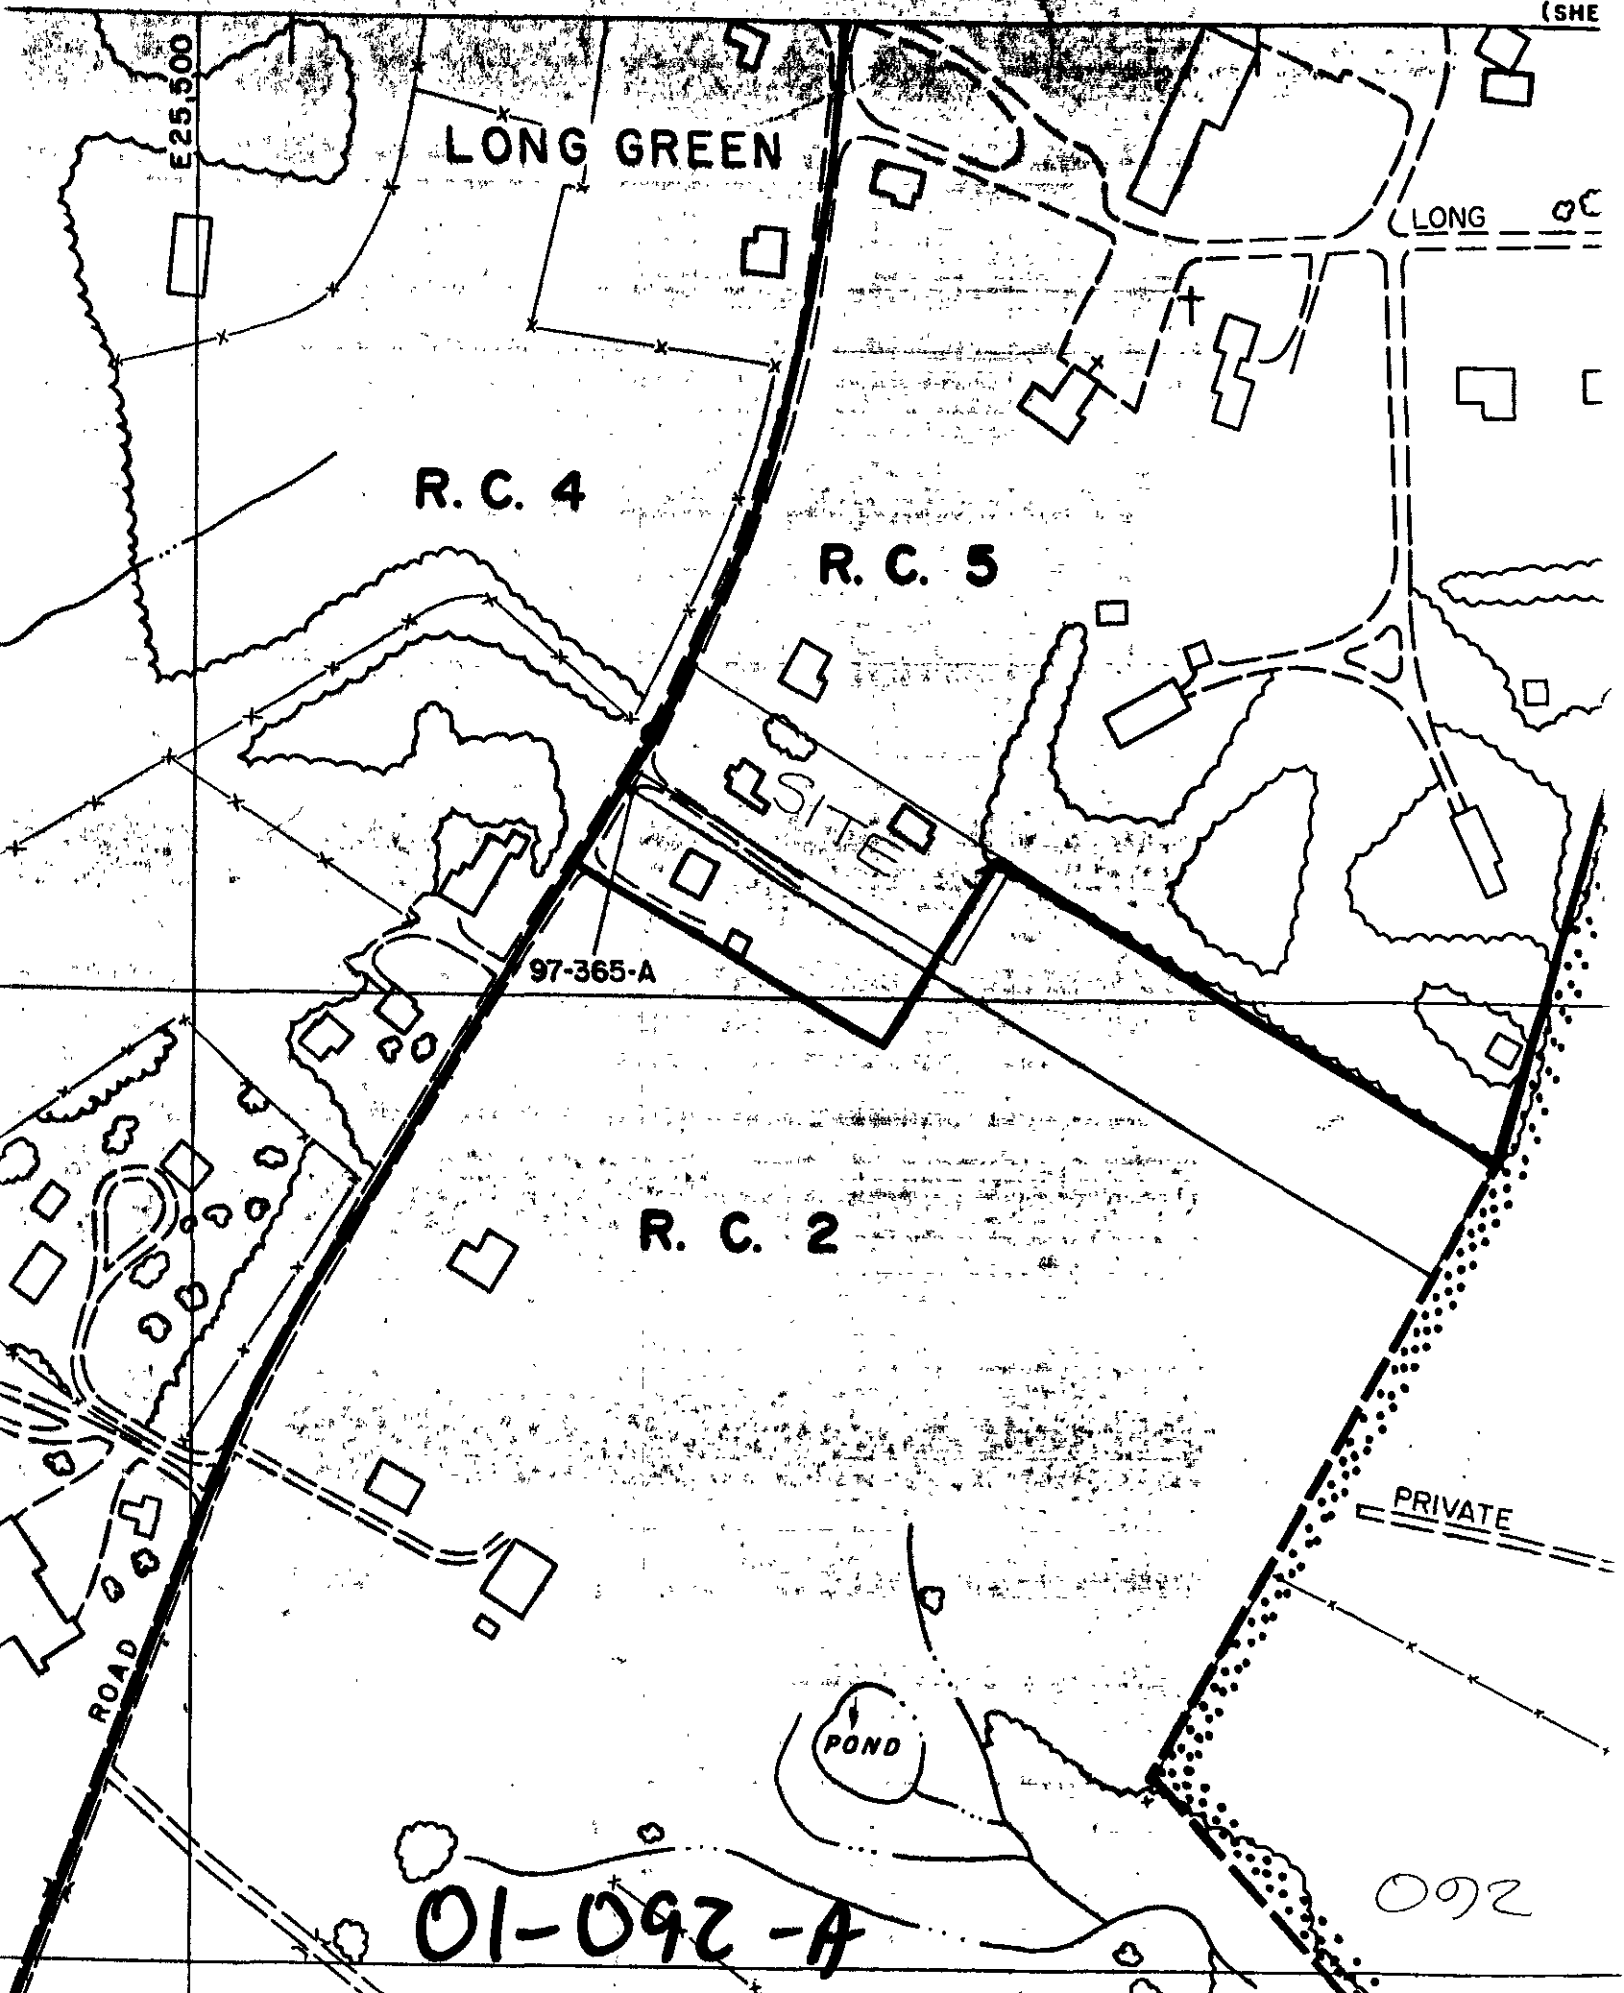 (SHE
E25,500
LONG GREEN
LONG
R. C. 4
R. C. 5
SITE
97-365-A
R. C. 2
PRIVATE
ROAD
POND
01-092-A
092